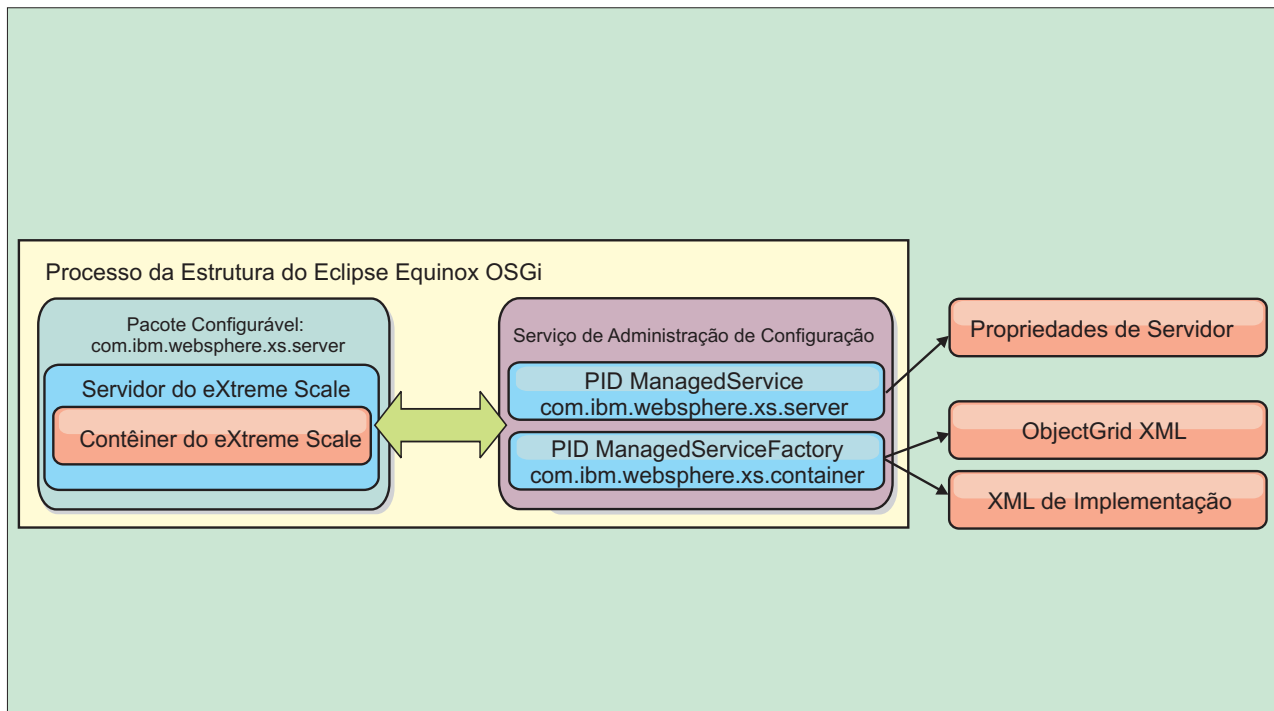 Processo da Estrutura do Eclipse Equinox OSGi
Pacote Configurável:
com.ibm.websphere.xs.server
Servidor do eXtreme Scale
Contêiner do eXtreme Scale
Serviço de Administração de Configuração
PID ManagedService
com.ibm.websphere.xs.server
PID ManagedServiceFactory
com.ibm.websphere.xs.container
Propriedades de Servidor
ObjectGrid XML
XML de Implementação